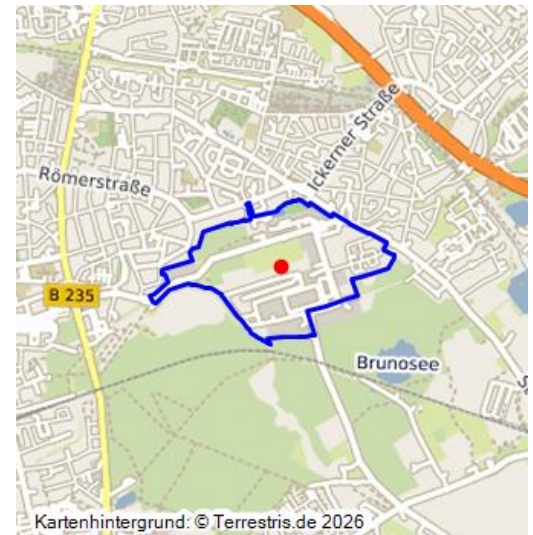 Ickerner Straße
Römerstraße
B 235
Brunosee
Kartenhintergrund: © Terrestris.de 2026